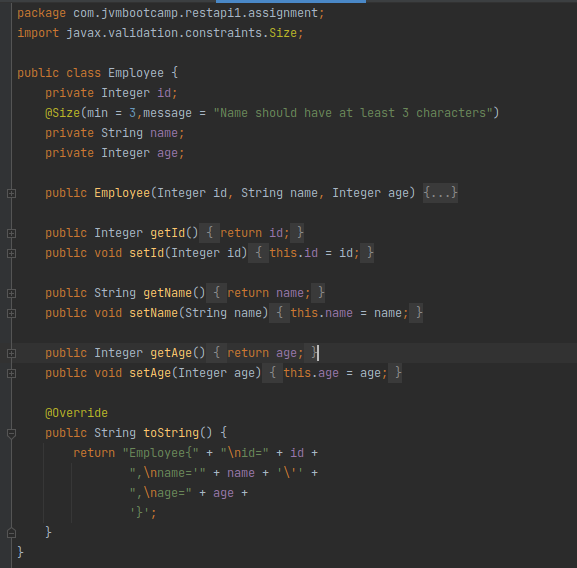 package com.jvmbootcamp.restapi1.assignment;
import javax.validation.constraints.Size;
public class Employee {
private Integer id;
@Size(min = 3,message = "Name should have at least 3 characters")
private String name;
private Integer age;
public Employee(Integer id, String name, Integer age) {...}
public Integer getId() { return id; }
public void setId(Integer id) { this.id = id; }
public String getName() { return name; }
public void setName(String name) { this.name = name; }
public Integer getAge() { return age; }
public void setAge(Integer age) { this.age = age; }
@Override
public String toString() {
return "Employee{" + "\nid=" + id +
",\nname='" + name + '\'' +
",\nage=" + age +
'}';
}
}